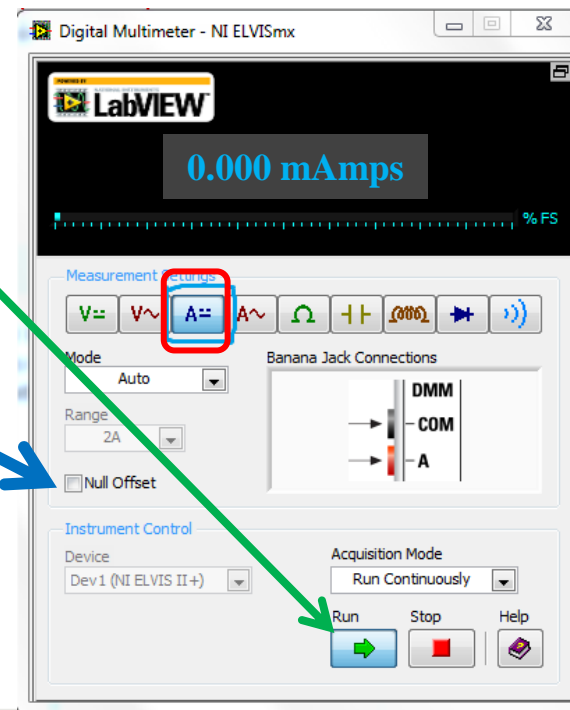 Digital Multimeter - NI ELVISmx
POWERED BY
LabVIEW
0.000 mAmps
% FS
Measurement Settings
V V A A Ω
Mode
Banana Jack Connections
Auto
DMM
COM
A
Range
2A
Null Offset
Instrument Control
Device
Acquisition Mode
Dev1 (NI ELVIS II+)
Run Continuously
Run Stop Help